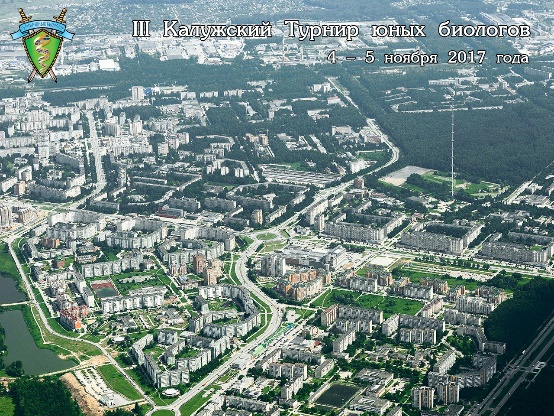 III Калужский Турнир юных биологов
4 – 5 ноября 2017 года